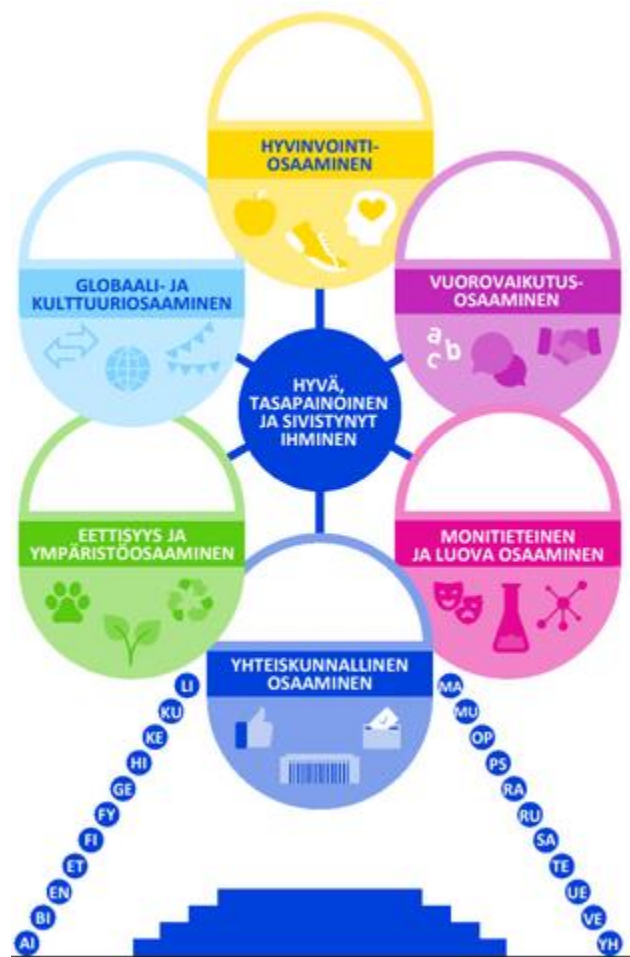 HYVINVOINTI-
OSAAMINEN
GLOBAALI- JA
KULTTUURIOSAAMINEN
VUOROVAIKUTUS-
OSAAMINEN
a
b
c
HYVÄ,
TASAPAINOINEN
JA SIVISTYNYT
IHMINEN
EETTISYYS JA
YMPÄRISTÖOSAAMINEN
MONITIETEINEN
JA LUOVA OSAAMINEN
YHTEISKUNNALLINEN
OSAAMINEN
LI
KU
KE
HI
GE
FY
FI
ET
EN
BI
AI
MA
MU
OP
PS
RA
RU
SA
TE
UE
VE
YH